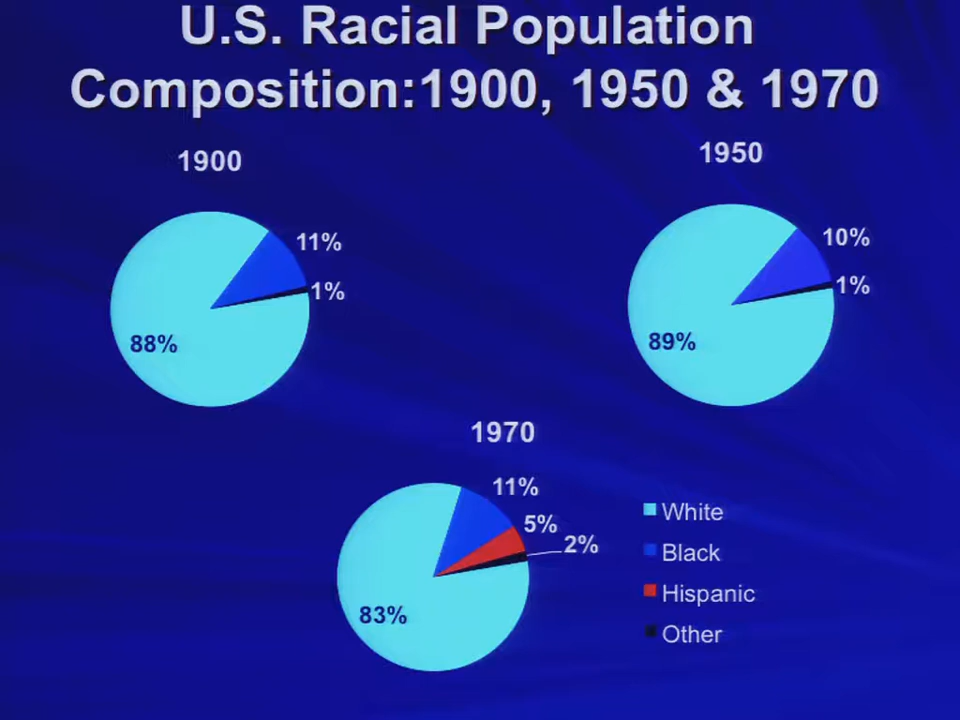 U.S. Racial Population
Composition:1900, 1950 & 1970
1900
11%
1%
88%
1950
10%
1%
89%
1970
11%
5%
2%
83%
White
Black
Hispanic
Other